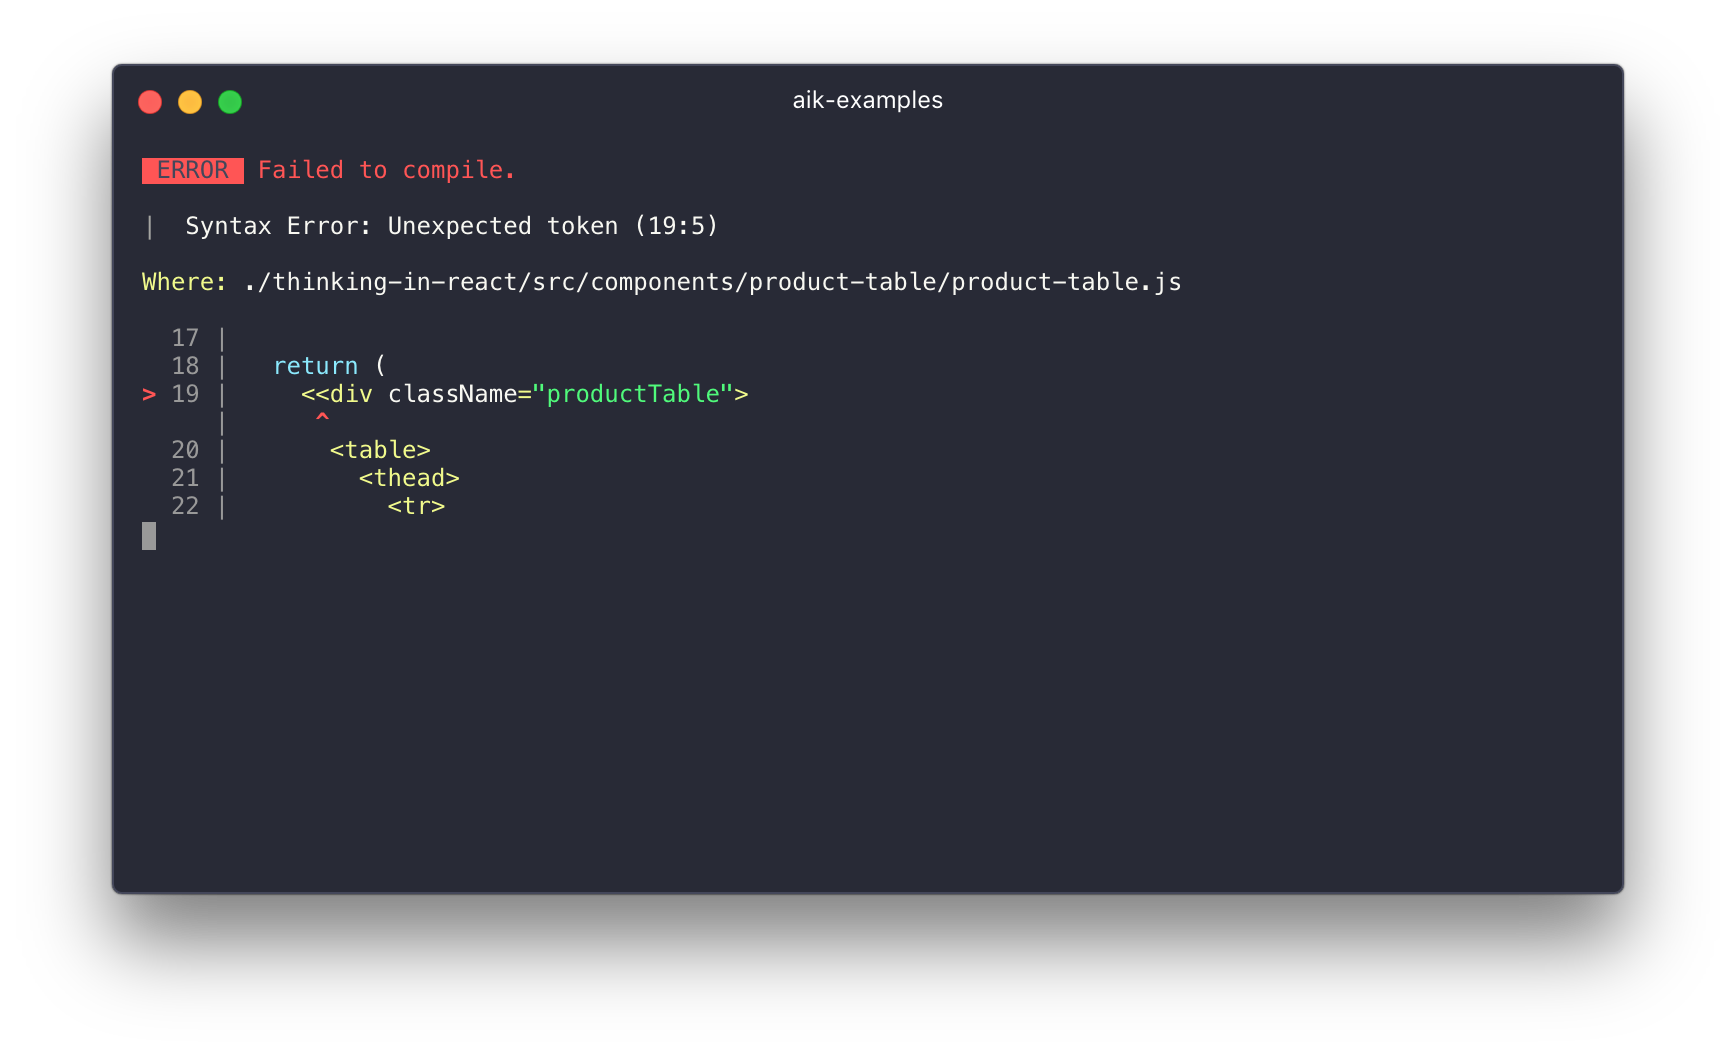 aik-examples
ERROR Failed to compile.
| Syntax Error: Unexpected token (19:5)
Where: ./thinking-in-react/src/components/product-table/product-table.js
17 |
18 |   return (
> 19 |     <<div className="productTable">
|      ^
20 |       <table>
21 |         <thead>
22 |           <tr>